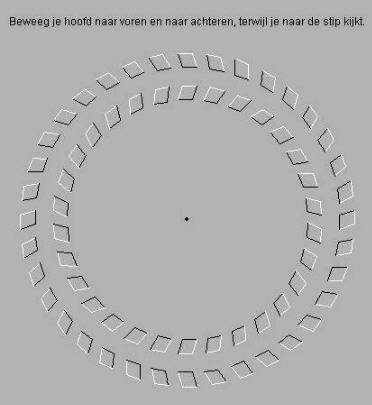 Beweeg je hoofd naar voren en naar achteren, terwijl je naar de stip kijkt.